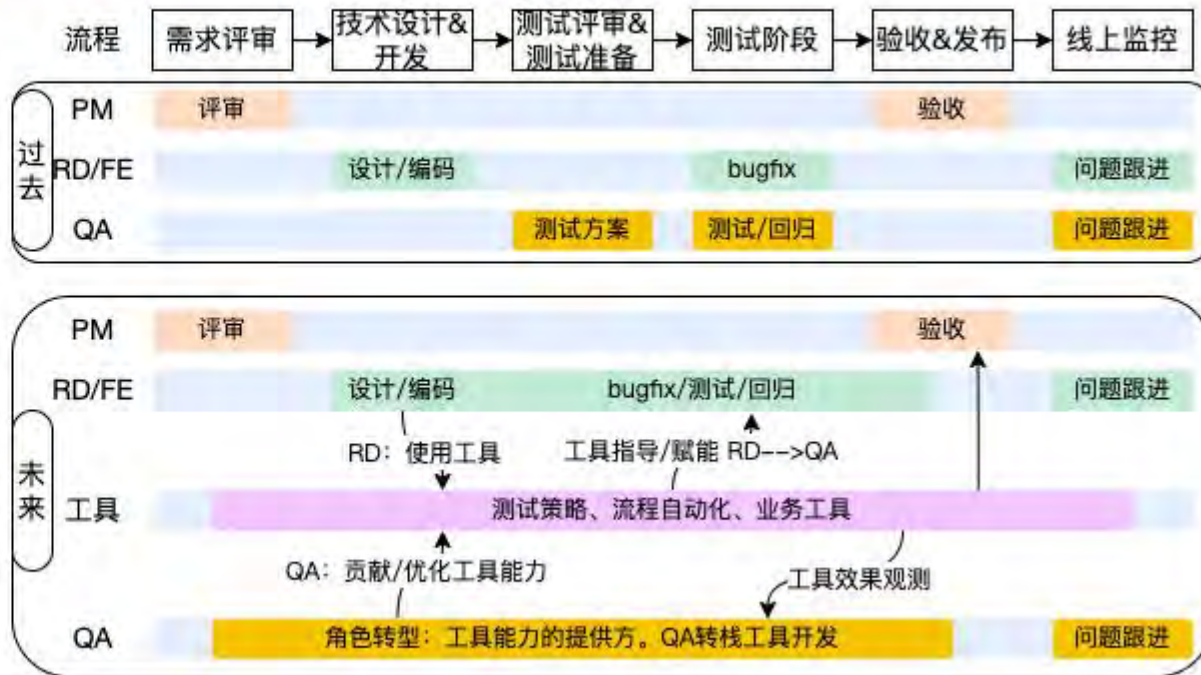 流程
需求评审
技术设计&
开发
测试评审&
测试准备
测试阶段
验收&发布
线上监控
过去
PM
评审
验收
RD/FE
设计/编码
bugfix
问题跟进
QA
测试方案
测试/回归
问题跟进
未来
PM
评审
验收
RD/FE
设计/编码
bugfix/测试/回归
问题跟进
RD：使用工具
工具指导/赋能 RD-->QA
工具
测试策略、流程自动化、业务工具
QA：贡献/优化工具能力
工具效果观测
QA
角色转型：工具能力的提供方。QA转栈工具开发
问题跟进